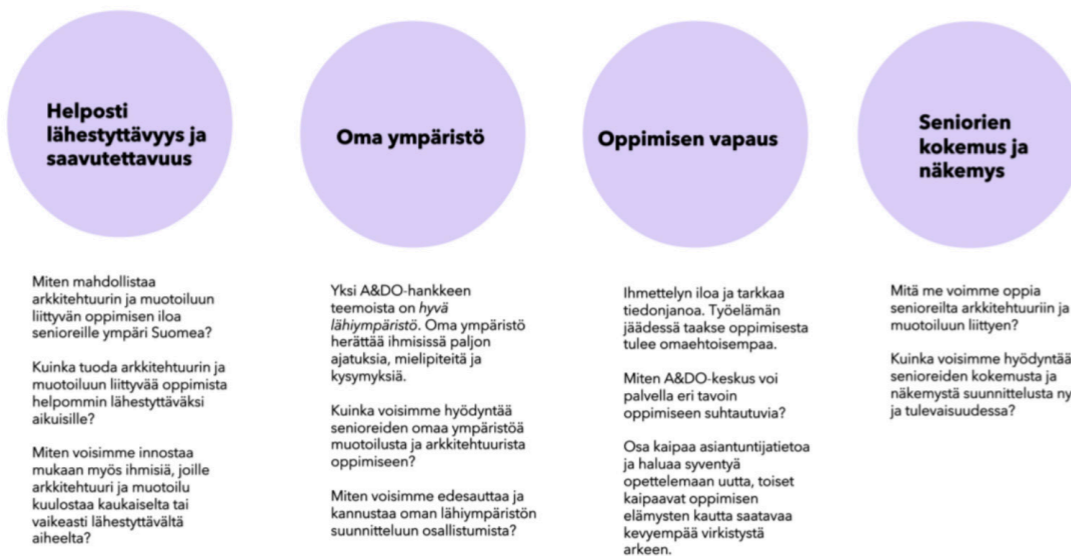 Helposti
lähestyttävyys ja
saavutettavuus
Miten mahdollistaa
arkkitehtuurin ja muotoiluun
liittyvän oppimisen iloa
senioreille ympäri Suomea?
Kuinka tuoda arkkitehtuurin ja
muotoiluun liittyvää oppimista
helpommin lähestyttäväksi
aikuisille?
Miten voisimme innostaa
mukaan myös ihmisiä, joille
arkkitehtuuri ja muotoilu
kuulostaa kaukaiselta tai
vaikeasti lähestyttävältä
aiheelta?
Oma ympäristö
Yksi A&DO-hankkeen
teemoista on hyvä
lähiympäristö. Oma ympäristö
herättää ihmisissä paljon
ajatuksia, mielipiteitä ja
kysymyksiä.
Kuinka voisimme hyödyntää
senioreiden omaa ympäristöä
muotoilusta ja arkkitehtuurista
oppimiseen?
Miten voisimme edesauttaa ja
kannustaa oman lähiympäristön
suunnitteluun osallistumista?
Oppimisen vapaus
Ihmettelyn iloa ja tarkkaa
tiedonjanoa. Työelämän
jäädessä taakse oppimisesta
tulee omaehtoisempaa.
Miten A&DO-keskus voi
palvella eri tavoin
oppimiseen suhtautuvia?
Osa kaipaa asiantuntijatietoa
ja haluaa syventyä
opettelemaan uutta, toiset
kaipaavat oppimisen
elämysten kautta saatavaa
kevyempää virkistystä
arkeen.
Seniorien
kokemus ja
näkemys
Mitä me voimme oppia
senioreilta arkkitehtuuriin ja
muotoiluun liittyen?
Kuinka voisimme hyödyntää
senioreiden kokemusta ja
näkemystä suunnittelusta ny
ja tulevaisuudessa?